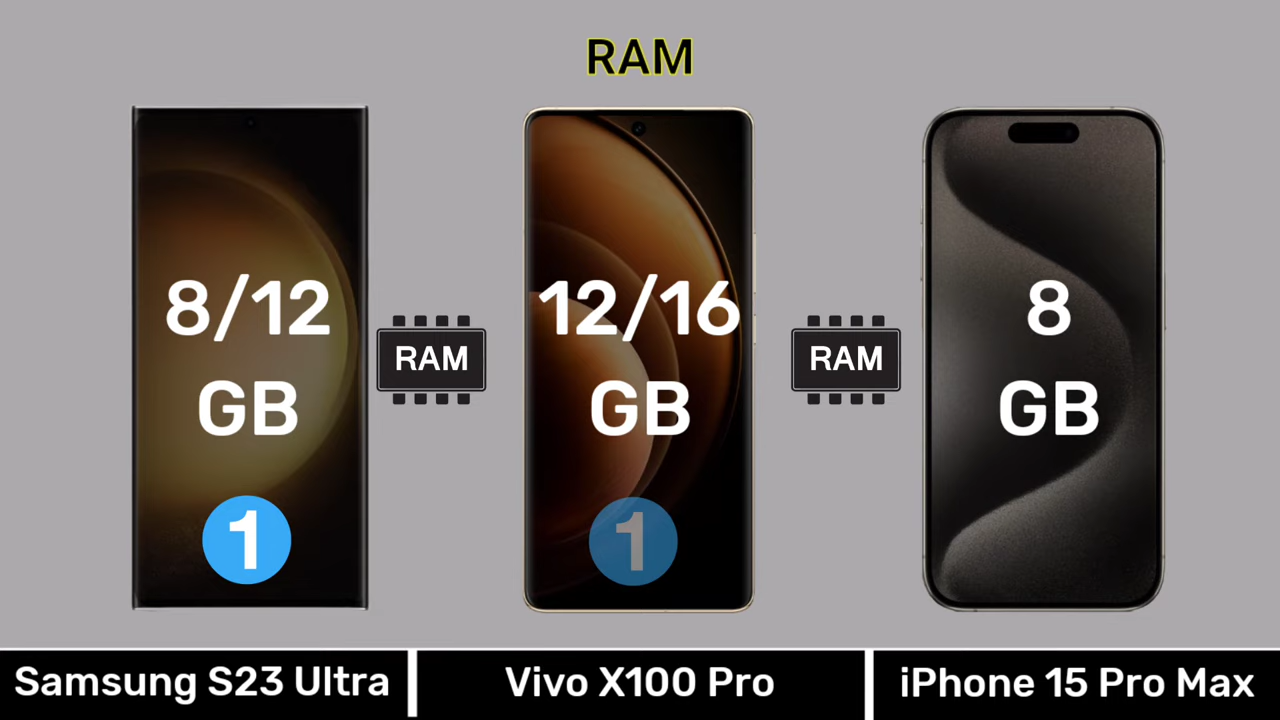 RAM
8/12
GB
1
RAM
12/16
GB
1
RAM
8
GB
Samsung S23 Ultra
Vivo X100 Pro
iPhone 15 Pro Max